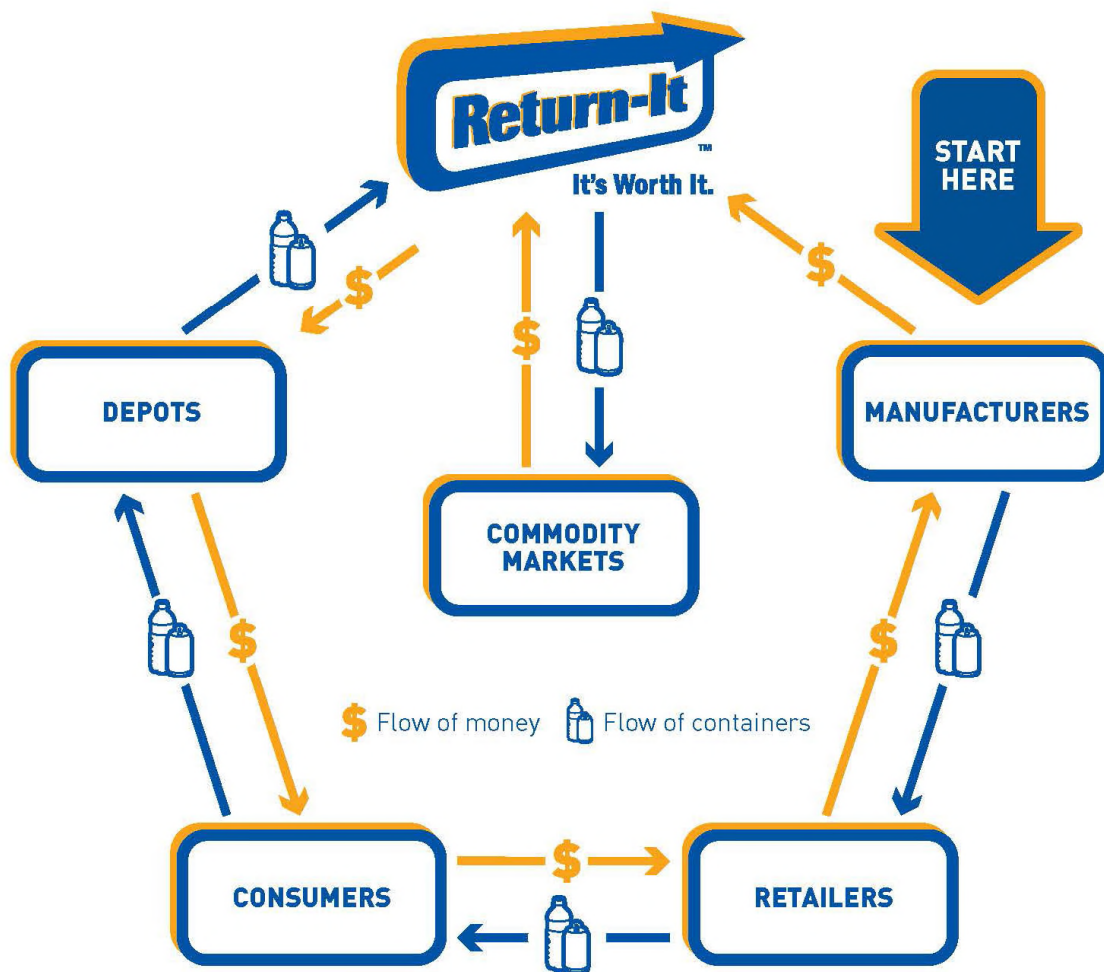 Return-It
™
It's Worth It.
START
HERE
$
$
$
DEPOTS
MANUFACTURERS
COMMODITY
MARKETS
$
$
$ Flow of money
Flow of containers
CONSUMERS
$
RETAILERS